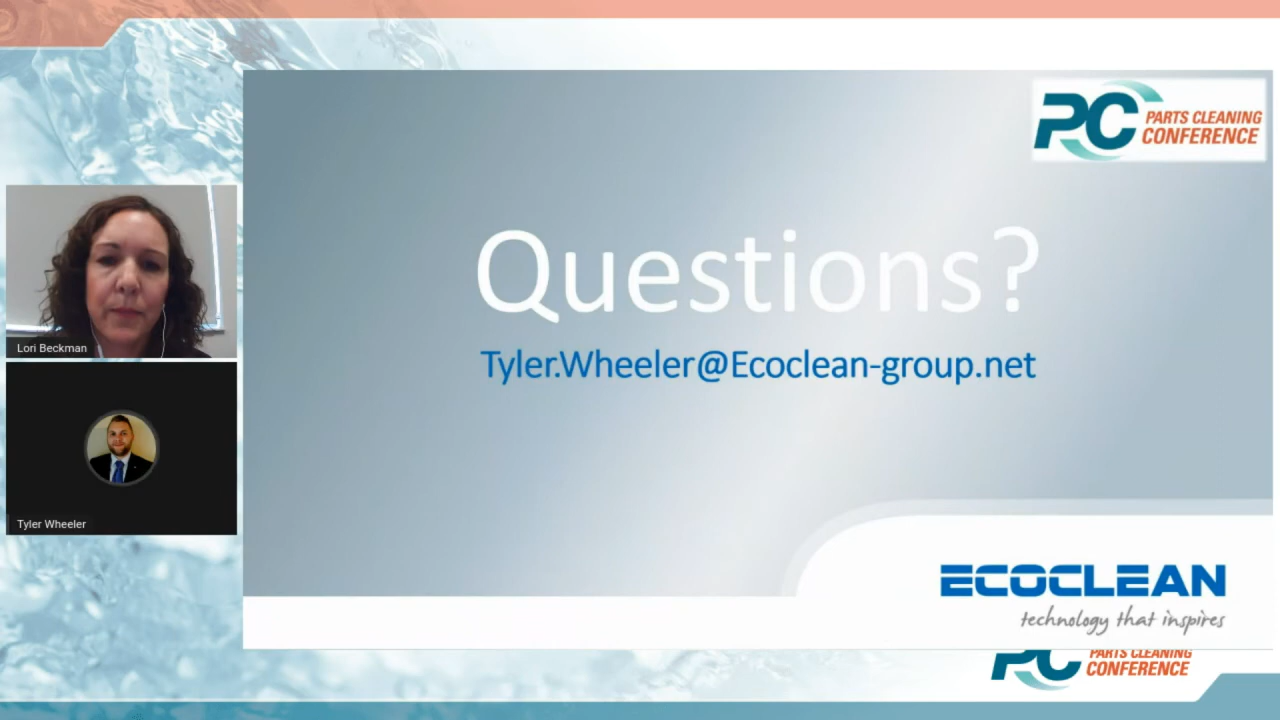 PC PARTS CLEANING
CONFERENCE
Questions?
Tyler.Wheeler@Ecoclean-group.net
Lori Beckman
Tyler Wheeler
ECOCLEAN
technology that inspires
PC PARTS CLEANING
CONFERENCE